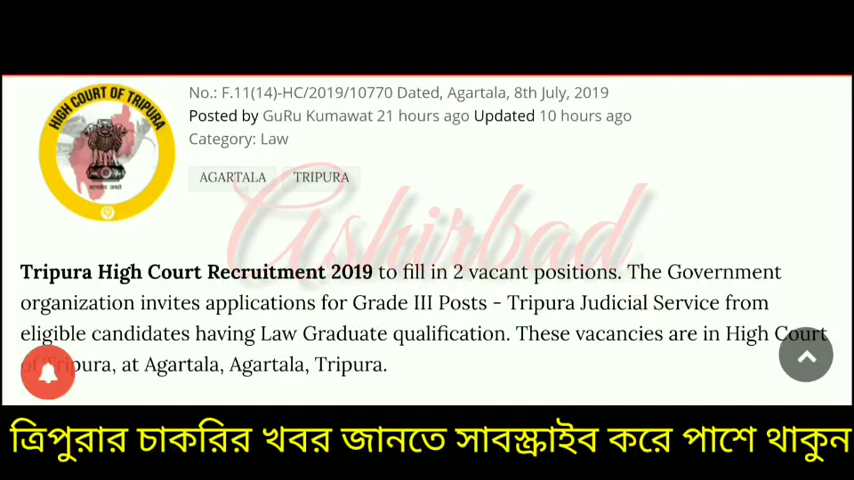 HIGH COURT OF TRIPURA
No.: F.11(14)-HC/2019/10770 Dated, Agartala, 8th July, 2019
Posted by GuRu Kumawat 21 hours ago Updated 10 hours ago
Category: Law
AGARTALA TRIPURA
Ashirbad
Tripura High Court Recruitment 2019 to fill in 2 vacant positions. The Government
organization invites applications for Grade III Posts - Tripura Judicial Service from
eligible candidates having Law Graduate qualification. These vacancies are in High Court
of Tripura, at Agartala, Agartala, Tripura.
ত্রিপুরার চাকরির খবর জানতে সাবস্ক্রাইব করে পাশে থাকুন